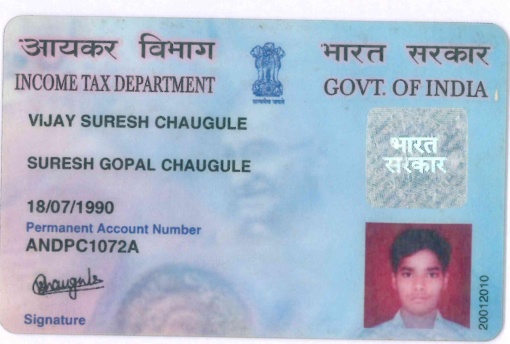 आयकर विभाग
भारत सरकार
INCOME TAX DEPARTMENT
GOVT. OF INDIA
सत्यमेव जयते
VIJAY SURESH CHAUGULE
SURESH GOPAL CHAUGULE
भारत
सरकार
18/07/1990
Permanent Account Number
ANDPC1072A
Chaugule
Signature
20012010